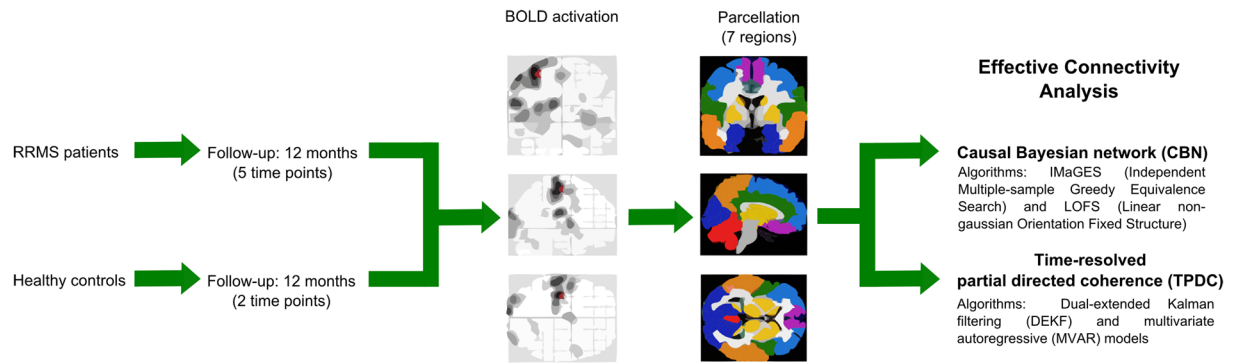 BOLD activation
Parcellation
(7 regions)
Effective Connectivity
Analysis
RRMS patients
Follow-up: 12 months
(5 time points)
Healthy controls
Follow-up: 12 months
(2 time points)
Causal Bayesian network (CBN)
Algorithms: IMaGES (Independent
Multiple-sample Greedy Equivalence
Search) and LOFS (Linear non-
gaussian Orientation Fixed Structure)
Time-resolved
partial directed coherence (TPDC)
Algorithms: Dual-extended Kalman
filtering (DEKF) and multivariate
autoregressive (MVAR) models